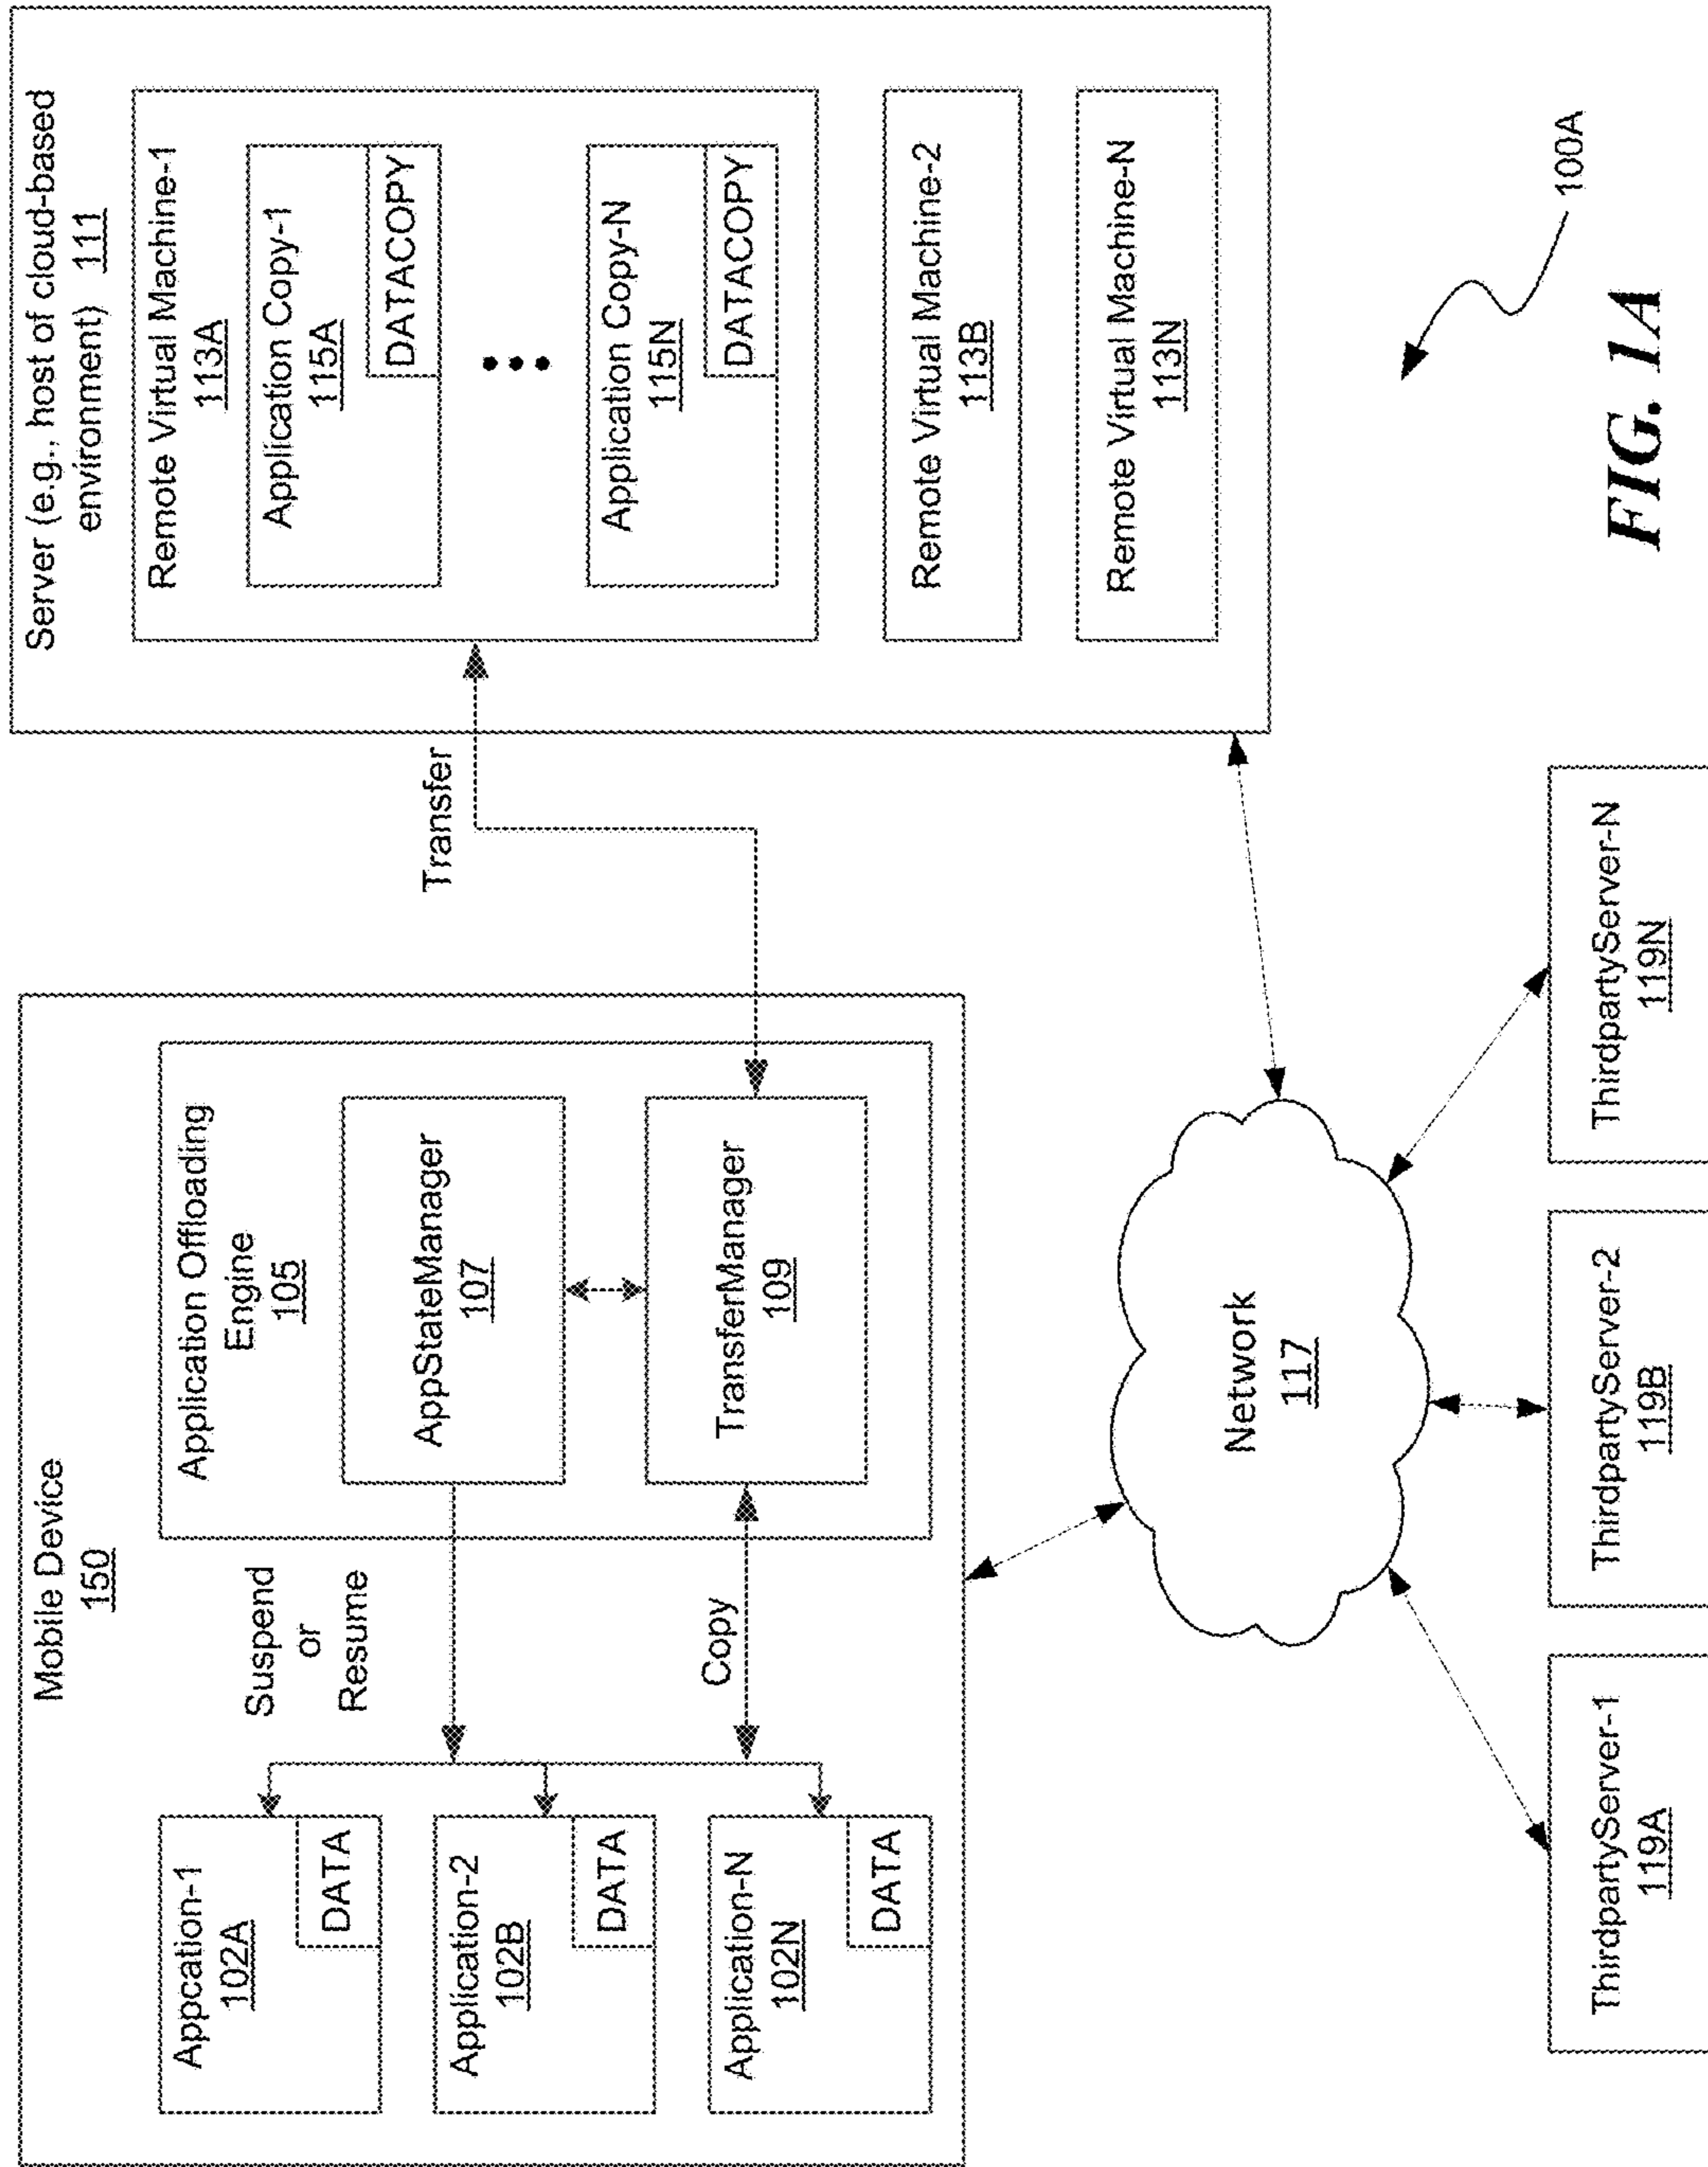 Mobile Device
150
Appcation-1
102A
DATA
Application-2
102B
DATA
Application-N
102N
DATA
Suspend
or
Resume
Copy
Application Offloading
Engine
105
AppStateManager
107
TransferManager
109
Transfer
Server (e.g., host of cloud-based
environment) 111
Remote Virtual Machine-1
113A
Application Copy-1
115A
DATACOPY
Application Copy-N
115N
DATACOPY
Remote Virtual Machine-2
113B
Remote Virtual Machine-N
113N
Network
117
ThirdpartyServer-1
119A
ThirdpartyServer-2
119B
ThirdpartyServer-N
119N
100A
FIG. 1A